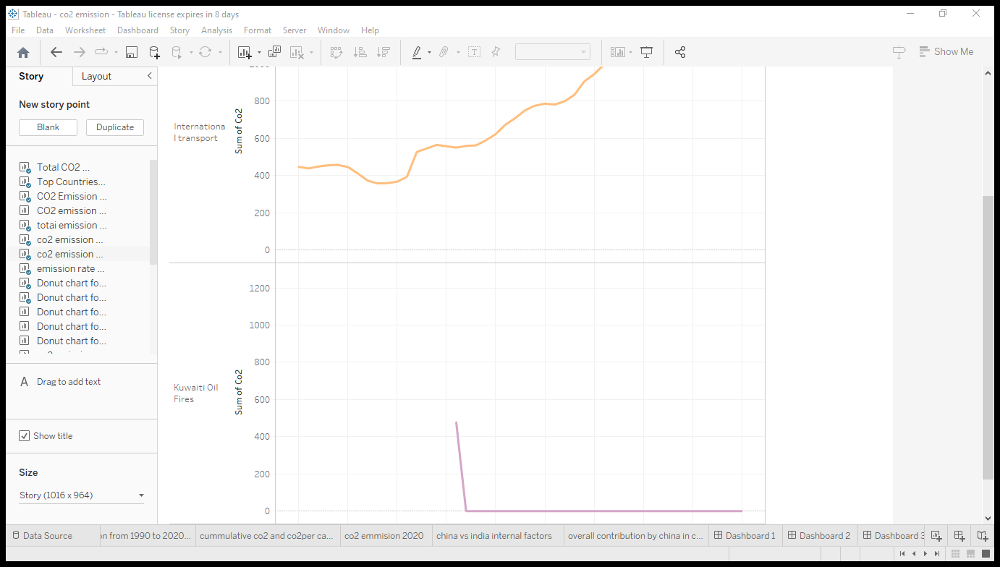 Tableau - co2 emission - Tableau license expires in 8 days
File Data Worksheet Dashboard Story Analysis Format Server Window Help
Show Me
Story Layout
New story point
Blank Duplicate
Total CO2 ...
Top Countries...
CO2 Emission ...
CO2 emission ...
totai emission ...
co2 emission ...
co2 emission ...
emission rate ...
Donut chart fo...
Donut chart fo...
Donut chart fo...
Donut chart fo...
Donut chart fo...
A Drag to add text
Show title
Size
Story (1016 x 964)
Internationa
l transport
Sum of Co2
800
600
400
200
0
Kuwaiti Oil
Fires
Sum of Co2
1200
1000
800
600
400
200
0
Data Source
on from 1990 to 2020...
cummulative co2 and co2per ca...
co2 emmision 2020
china vs india internal factors
overall contribution by china in c...
Dashboard 1
Dashboard 2
Dashboard 3